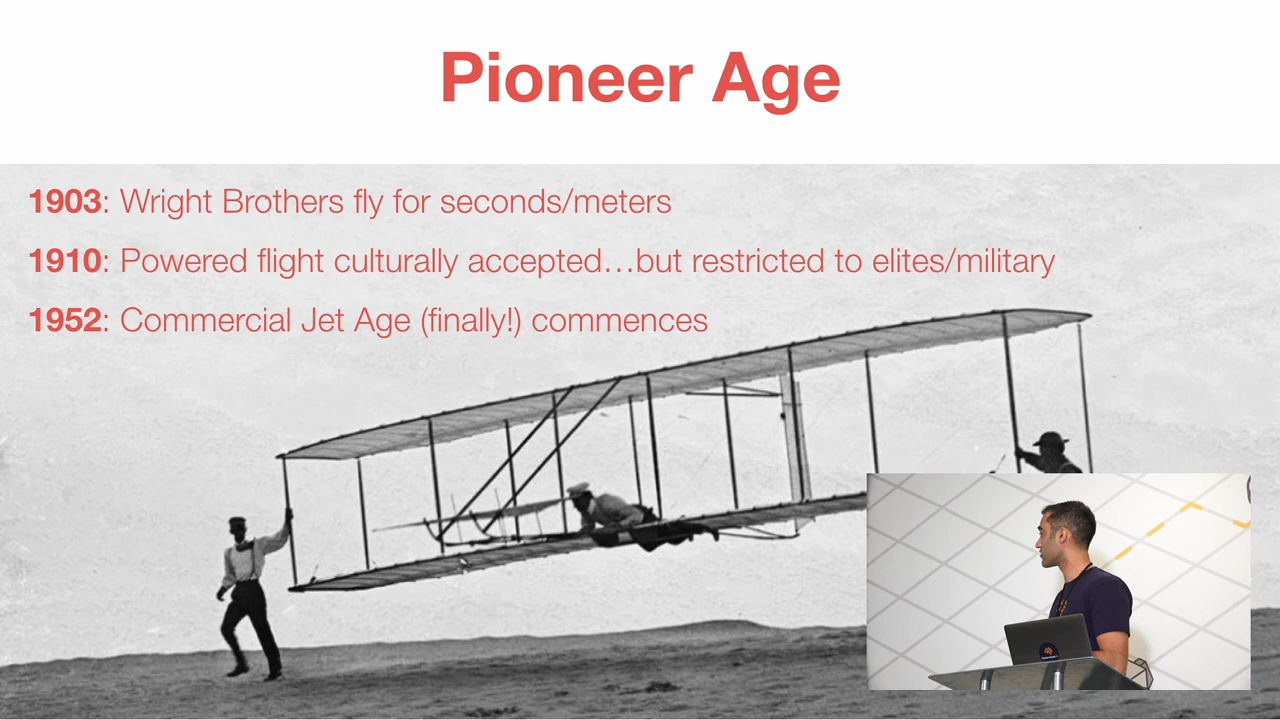 Pioneer Age
1903: Wright Brothers fly for seconds/meters
1910: Powered flight culturally accepted…but restricted to elites/military
1952: Commercial Jet Age (finally!) commences